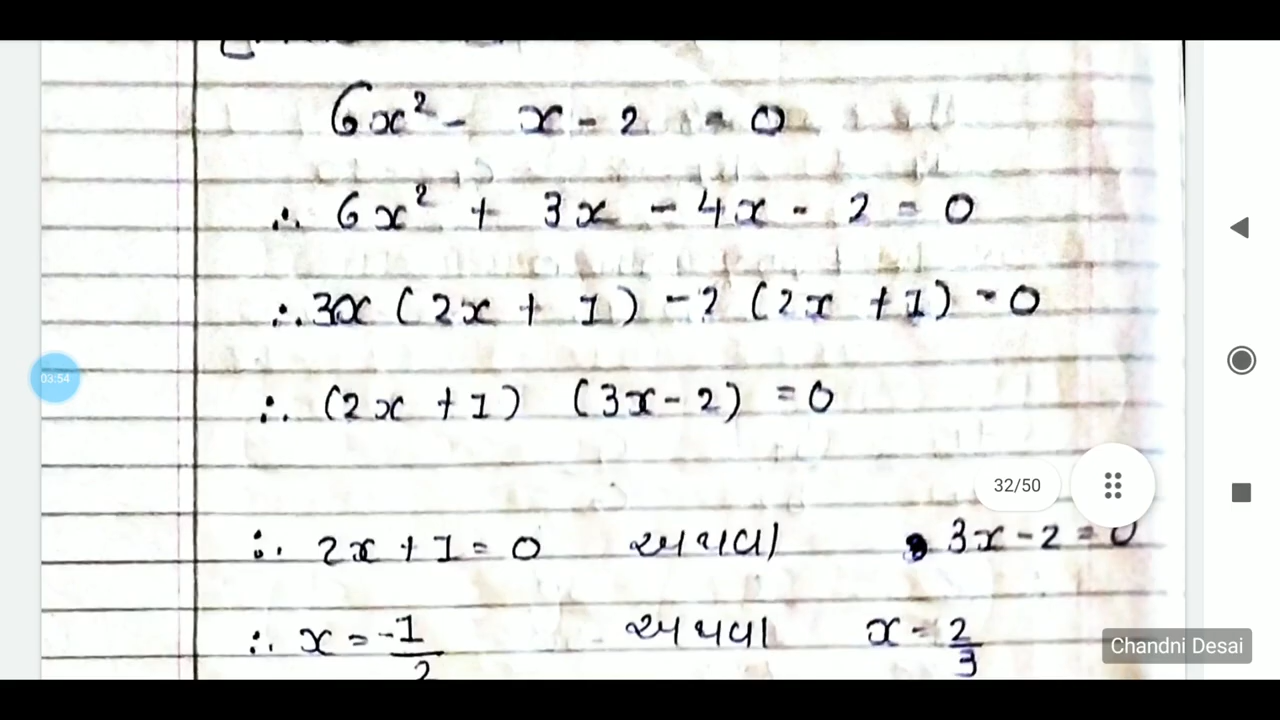 6x² - x - 2 = 0
∴ 6x² + 3x - 4x - 2 = 0
∴ 3x (2x + 1) - 2 (2x + 1) = 0
∴ (2x + 1) (3x - 2) = 0
03:54
32/50
∴ 2x + 1 = 0 અથવા 3x - 2 = 0
∴ x = -1/2 અથવા x = 2/3
Chandni Desai